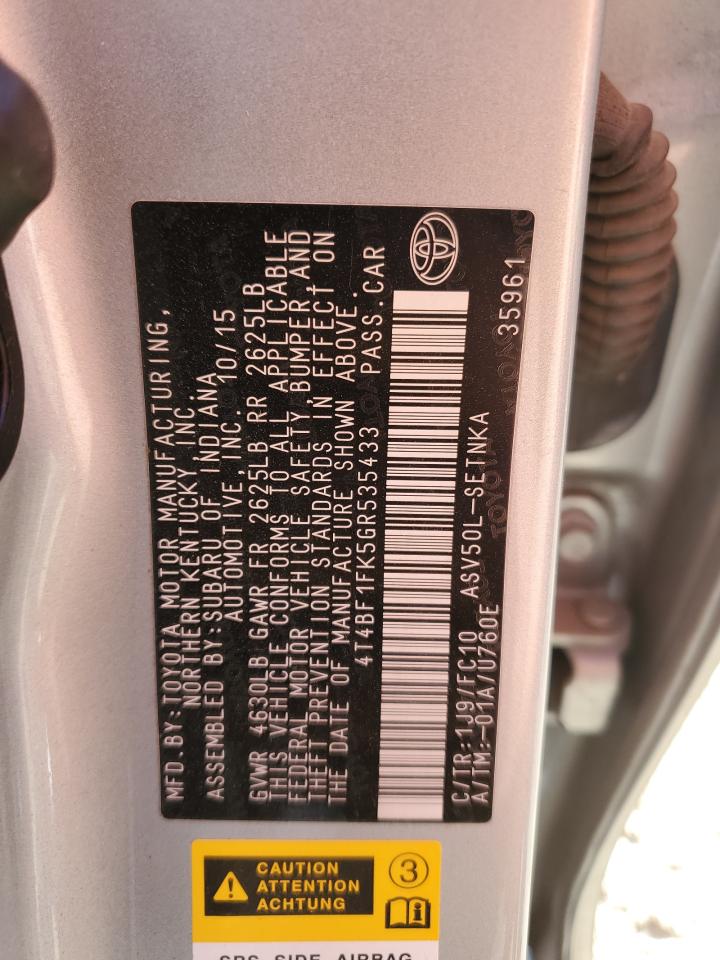 MFD.BY:TOYOTA MOTOR MANUFACTURING,
NORTHERN KENTUCKY, INC.
ASSEMBLED BY:SUBARU OF INDIANA
AUTOMOTIVE, INC. 10/15
GVWR 4630LB GAWR FR 2625LB RR 2625LB
THIS VEHICLE CONFORMS TO ALL APPLICABLE
FEDERAL MOTOR VEHICLE SAFETY,BUMPER,AND
THEFT PREVENTION STANDARDS IN EFFECT ON
THE DATE OF MANUFACTURE SHOWN ABOVE.
4T4BF1FK5GR535433 PASS.CAR
C/TR:1J9/FC10 ASV50L-SETNKA
A/TM:-01A/U760E 35961
CAUTION
ATTENTION
ACHTUNG
3
SRS SIDE AIRBAG